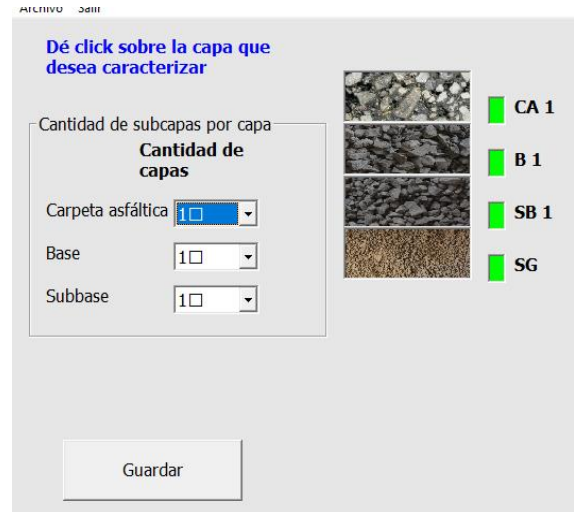 Archivo Salir
Dé click sobre la capa que
desea caracterizar
Cantidad de subcapas por capa
Cantidad de
capas
Carpeta asfáltica 1□
Base 1□
Subbase 1□
CA 1
B 1
SB 1
SG
Guardar